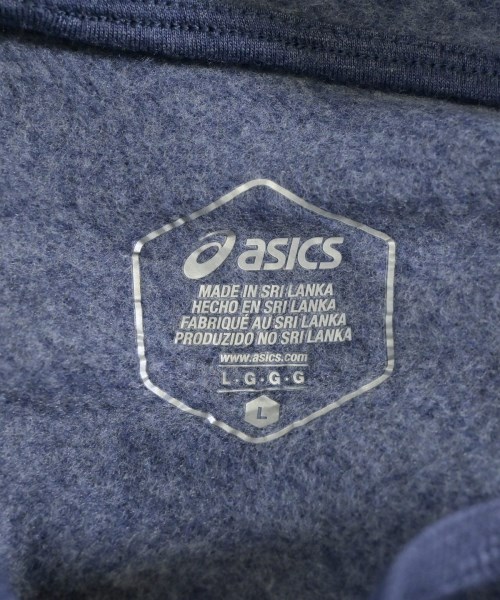 asics
MADE IN SRI LANKA
HECHO EN SRI LANKA
FABRIQUÉ AU SRI LANKA
PRODUZIDO NO SRI LANKA
www.asics.com
L·G·G·G
L